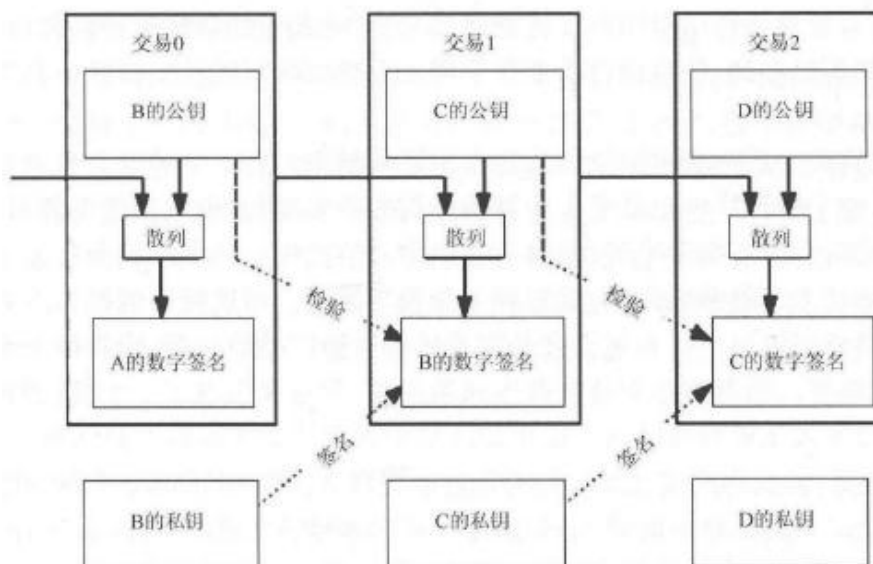 交易0
交易1
交易2
B的公钥
C的公钥
D的公钥
散列
散列
散列
检验
检验
A的数字签名
B的数字签名
C的数字签名
签名
签名
B的私钥
C的私钥
D的私钥